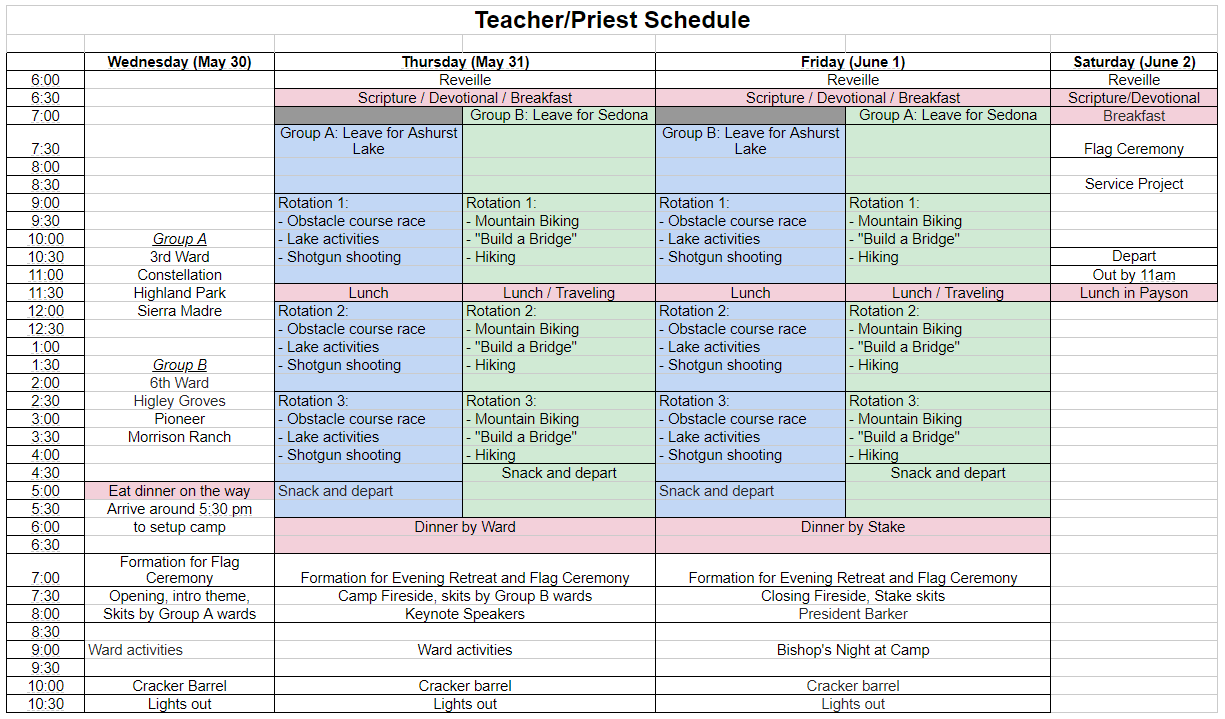 Teacher/Priest Schedule
Wednesday (May 30) Thursday (May 31) Friday (June 1) Saturday (June 2)
6:00 Reveille Reveille Reveille
6:30 Scripture / Devotional / Breakfast Scripture / Devotional / Breakfast Scripture/Devotional
7:00 Group B: Leave for Sedona Group A: Leave for Sedona Breakfast
Group A: Leave for Ashurst Group B: Leave for Ashurst
7:30 Lake Lake Flag Ceremony
8:00
8:30 Service Project
9:00 Rotation 1: Rotation 1: Rotation 1: Rotation 1:
9:30 - Obstacle course race - Mountain Biking - Obstacle course race - Mountain Biking
10:00 Group A - Lake activities - "Build a Bridge" - Lake activities - "Build a Bridge"
10:30 3rd Ward - Shotgun shooting - Hiking - Shotgun shooting - Hiking Depart
11:00 Constellation Out by 11am
11:30 Highland Park Lunch Lunch / Traveling Lunch Lunch / Traveling Lunch in Payson
12:00 Sierra Madre Rotation 2: Rotation 2: Rotation 2: Rotation 2:
12:30 - Obstacle course race - Mountain Biking - Obstacle course race - Mountain Biking
1:00 - Lake activities - "Build a Bridge" - Lake activities - "Build a Bridge"
1:30 Group B - Shotgun shooting - Hiking - Shotgun shooting - Hiking
2:00 6th Ward
2:30 Higley Groves Rotation 3: Rotation 3: Rotation 3: Rotation 3:
3:00 Pioneer - Obstacle course race - Mountain Biking - Obstacle course race - Mountain Biking
3:30 Morrison Ranch - Lake activities - "Build a Bridge" - Lake activities - "Build a Bridge"
4:00 - Shotgun shooting - Hiking - Shotgun shooting - Hiking
4:30 Snack and depart Snack and depart
5:00 Eat dinner on the way Snack and depart Snack and depart
5:30 Arrive around 5:30 pm
6:00 to setup camp Dinner by Ward Dinner by Stake
6:30
Formation for Flag
7:00 Ceremony Formation for Evening Retreat and Flag Ceremony Formation for Evening Retreat and Flag Ceremony
7:30 Opening, intro theme, Camp Fireside, skits by Group B wards Closing Fireside, Stake skits
8:00 Skits by Group A wards Keynote Speakers President Barker
8:30
9:00 Ward activities Ward activities Bishop's Night at Camp
9:30
10:00 Cracker Barrel Cracker barrel Cracker barrel
10:30 Lights out Lights out Lights out